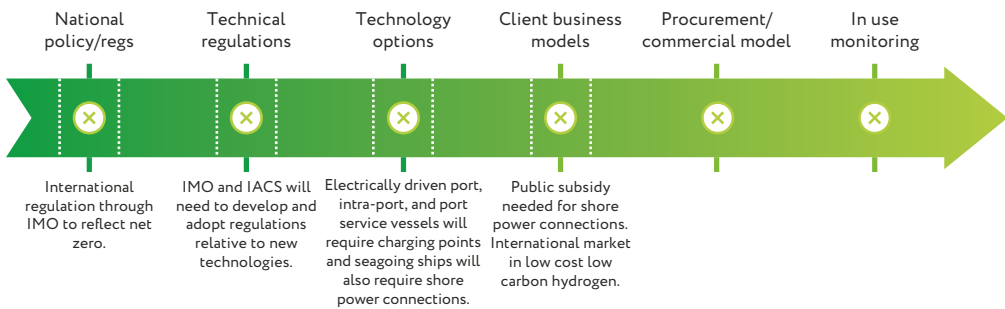 National
policy/regs
Technical
regulations
Technology
options
Client business
models
Procurement/
commercial model
In use
monitoring
International
regulation through
IMO to reflect net
zero.
IMO and IACS will
need to develop and
adopt regulations
relative to new
technologies.
Electrically driven port,
intra-port, and port
service vessels will
require charging points
and seagoing ships will
also require shore
power connections.
Public subsidy
needed for shore
power connections.
International market
in low cost low
carbon hydrogen.